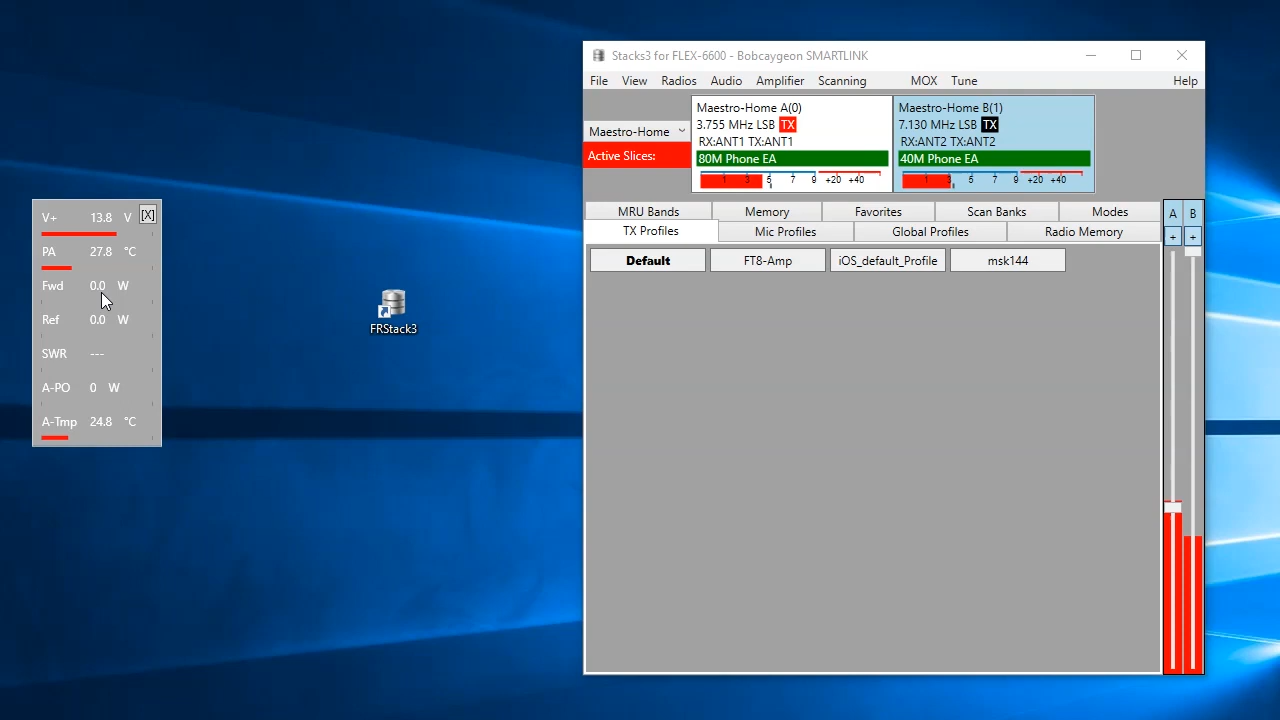 Stacks3 for FLEX-6600 - Bobcaygeon SMARTLINK
File View Radios Audio Amplifier Scanning MOX Tune Help
Maestro-Home
Active Slices:
Maestro-Home A(0)
3.755 MHz LSB TX
RX:ANT1 TX:ANT1
80M Phone EA
1 3 5 7 9 +20 +40
Maestro-Home B(1)
7.130 MHz LSB TX
RX:ANT2 TX:ANT2
40M Phone EA
1 3 5 7 9 +20 +40
MRU Bands Memory Favorites Scan Banks Modes
TX Profiles Mic Profiles Global Profiles Radio Memory
Default FT8-Amp iOS_default_Profile msk144
A B
+ +
V+ 13.8 V [X]
PA 27.8 °C
Fwd 0.0 W
Ref 0.0 W
SWR ---
A-PO 0 W
A-Tmp 24.8 °C
FRStack3